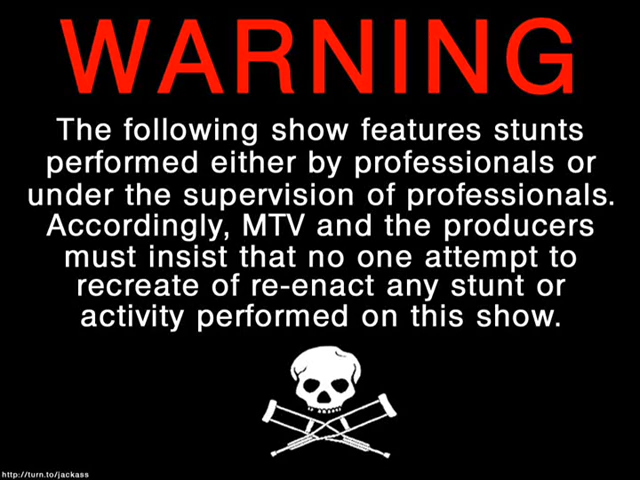 WARNING
The following show features stunts
performed either by professionals or
under the supervision of professionals.
Accordingly, MTV and the producers
must insist that no one attempt to
recreate of re-enact any stunt or
activity performed on this show.
http://turn.to/jackass